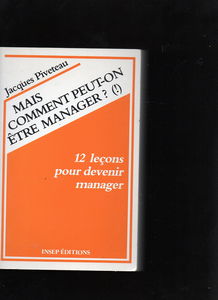 Jacques Piveteau
MAIS
COMMENT PEUT-ON
ÊTRE MANAGER ? (!)
12 leçons
pour devenir
manager
INSEP ÉDITIONS